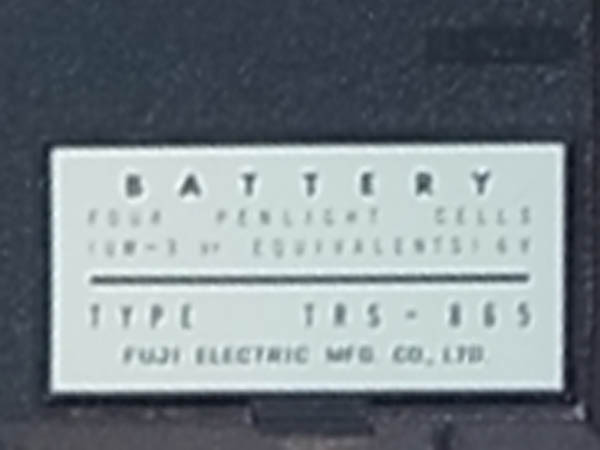 BATTERY
FOUR PENLIGHT CELLS
(UM-3 or EQUIVALENTS) 6V
TYPE TRS-865
FUJI ELECTRIC MFG. CO., LTD.